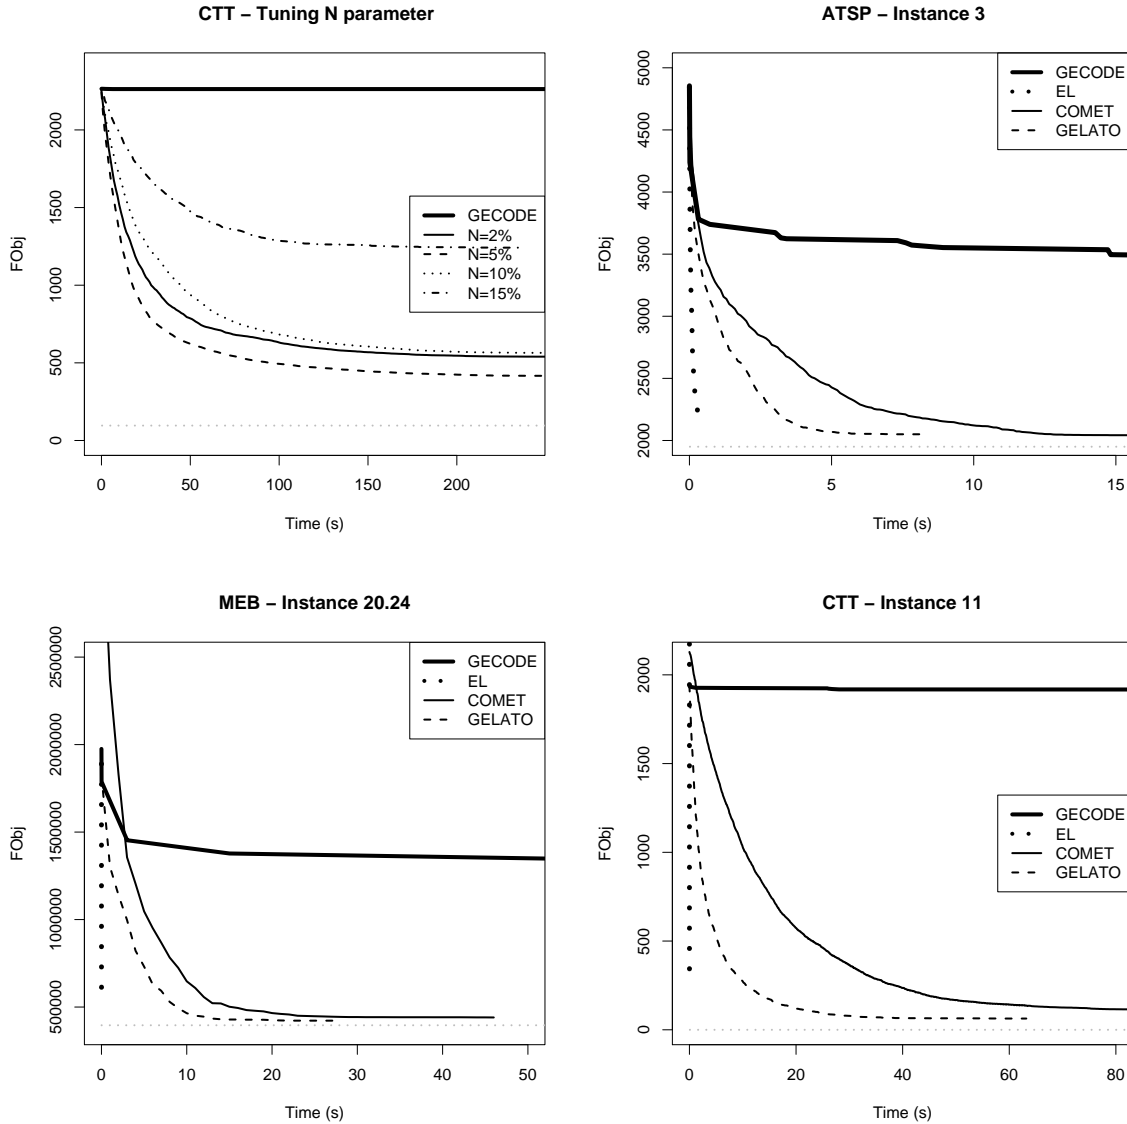 CTT – Tuning N parameter
FObj
0
500
1000
1500
2000
0
50
100
150
200
Time (s)
GECODE
N=2%
N=5%
N=10%
N=15%
ATSP – Instance 3
FObj
2000
2500
3000
3500
4000
4500
5000
0
5
10
15
Time (s)
GECODE
EL
COMET
GELATO
MEB – Instance 20.24
FObj
500000
1000000
1500000
2000000
2500000
0
10
20
30
40
50
Time (s)
GECODE
EL
COMET
GELATO
CTT – Instance 11
FObj
0
500
1000
1500
2000
0
20
40
60
80
Time (s)
GECODE
EL
COMET
GELATO